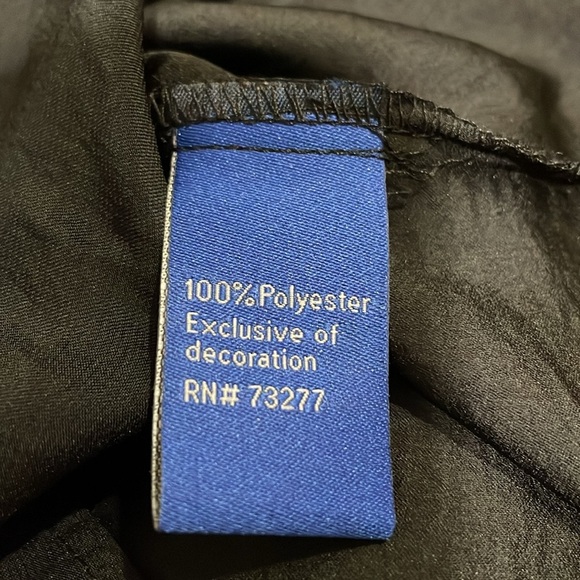 100%Polyester
Exclusive of
decoration
RN# 73277